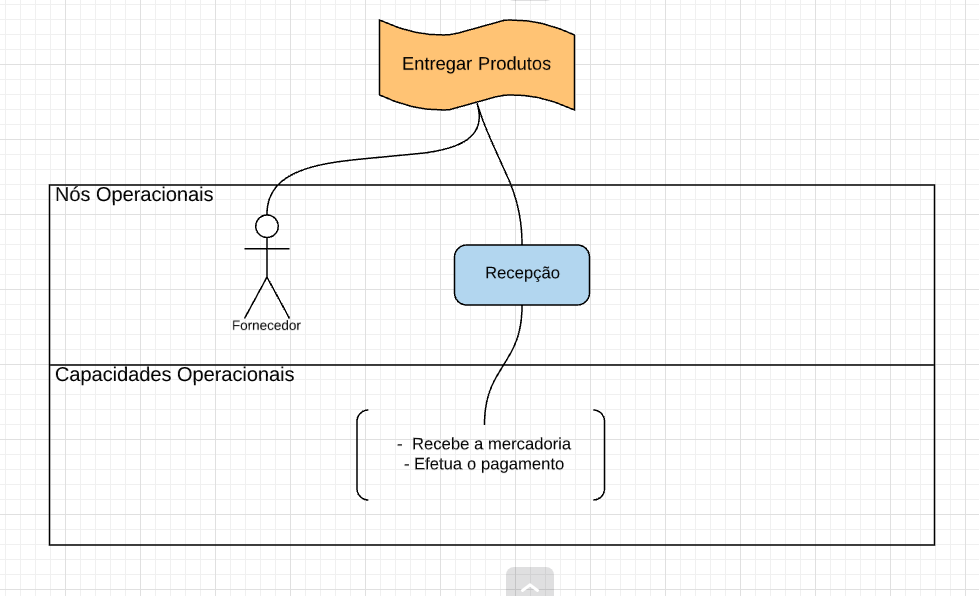 Entregar Produtos
Nós Operacionais
Recepção
Fornecedor
Capacidades Operacionais
- Recebe a mercadoria
- Efetua o pagamento